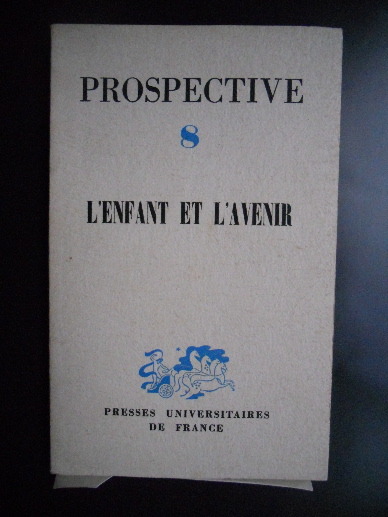 PROSPECTIVE
8
L'ENFANT ET L'AVENIR
PRESSES UNIVERSITAIRES
DE FRANCE